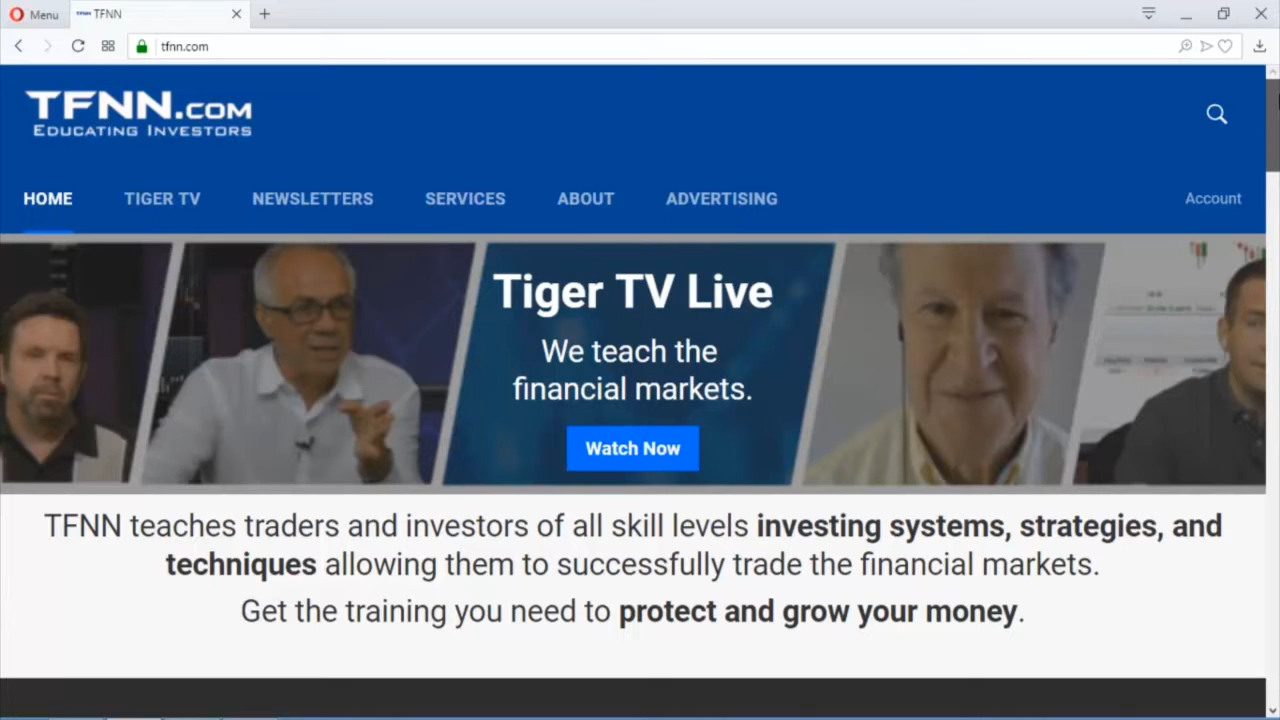 Menu
TFNN
tfnn.com
TFNN.COM
EDUCATING INVESTORS
HOME
TIGER TV
NEWSLETTERS
SERVICES
ABOUT
ADVERTISING
Account
Tiger TV Live
We teach the
financial markets.
Watch Now
TFNN teaches traders and investors of all skill levels investing systems, strategies, and
techniques allowing them to successfully trade the financial markets.
Get the training you need to protect and grow your money.